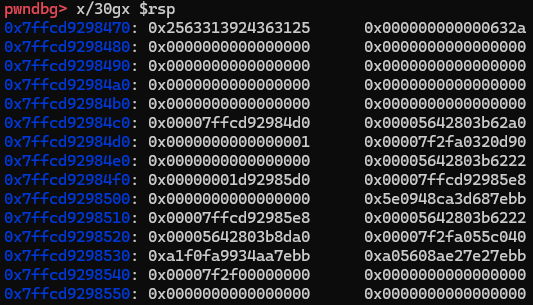 pwndbg> x/30gx $rsp
0x7ffcd9298470: 0x2563313924363125 0x000000000000632a
0x7ffcd9298480: 0x0000000000000000 0x0000000000000000
0x7ffcd9298490: 0x0000000000000000 0x0000000000000000
0x7ffcd92984a0: 0x0000000000000000 0x0000000000000000
0x7ffcd92984b0: 0x0000000000000000 0x0000000000000000
0x7ffcd92984c0: 0x00007ffcd92984d0 0x00005642803b62a0
0x7ffcd92984d0: 0x0000000000000001 0x00007f2fa0320d90
0x7ffcd92984e0: 0x0000000000000000 0x00005642803b6222
0x7ffcd92984f0: 0x00000001d92985d0 0x00007ffcd92985e8
0x7ffcd9298500: 0x0000000000000000 0x5e0948ca3d687ebb
0x7ffcd9298510: 0x00007ffcd92985e8 0x00005642803b6222
0x7ffcd9298520: 0x00005642803b8da0 0x00007f2fa055c040
0x7ffcd9298530: 0xa1f0fa9934aa7ebb 0xa05608ae27e27ebb
0x7ffcd9298540: 0x00007f2f00000000 0x0000000000000000
0x7ffcd9298550: 0x0000000000000000 0x0000000000000000